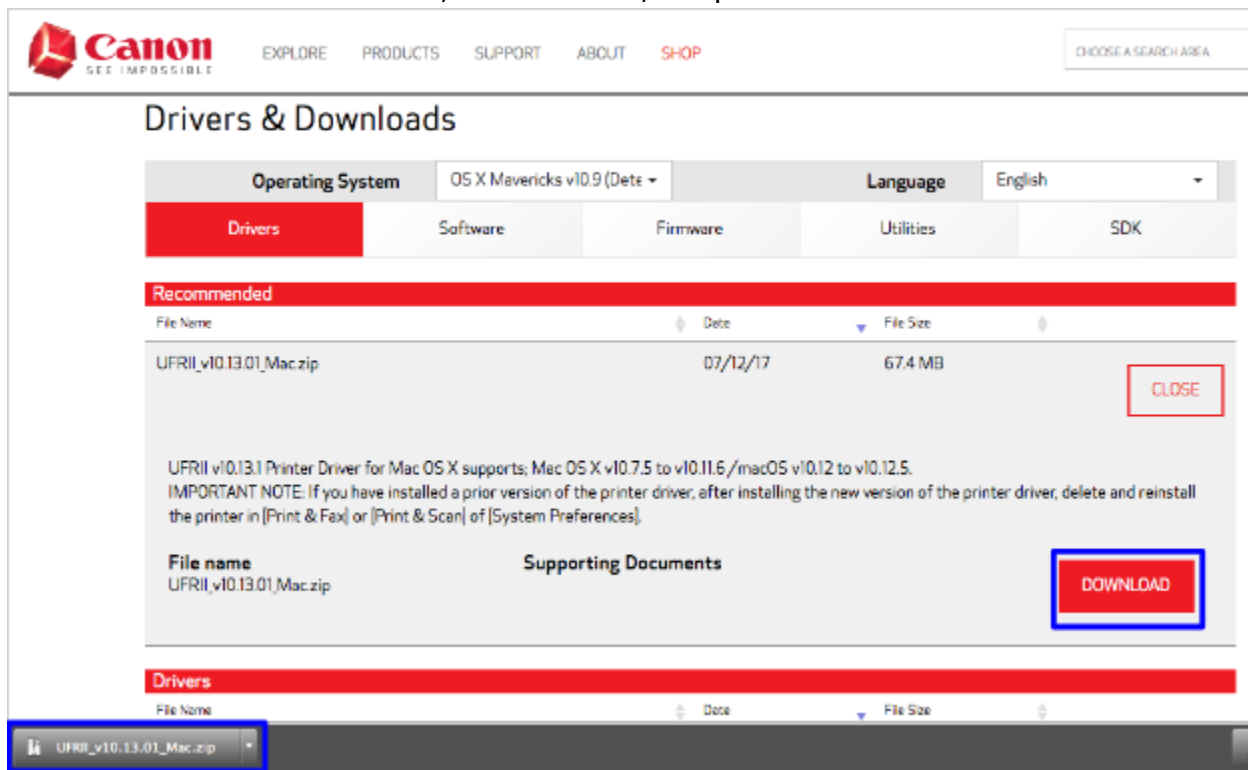 Canon
SEE IMPOSSIBLE
EXPLORE PRODUCTS SUPPORT ABOUT SHOP
CHOOSE A SEARCH AREA
Drivers & Downloads
Operating System OS X Mavericks v10.9 (Dete Language English
Drivers Software Firmware Utilities SDK
Recommended
File Name Date File Size
UFRII_v10.13.01_Mac.zip 07/12/17 67.4 MB
CLOSE
UFRII v10.13.1 Printer Driver for Mac OS X supports; Mac OS X v10.7.5 to v10.11.6 /macOS v10.12 to v10.12.5.
IMPORTANT NOTE: If you have installed a prior version of the printer driver, after installing the new version of the printer driver, delete and reinstall
the printer in [Print & Fax] or [Print & Scan] of [System Preferences].
File name Supporting Documents
UFRII_v10.13.01_Mac.zip
DOWNLOAD
Drivers
File Name Date File Size
UFRII_v10.13.01_Mac.zip